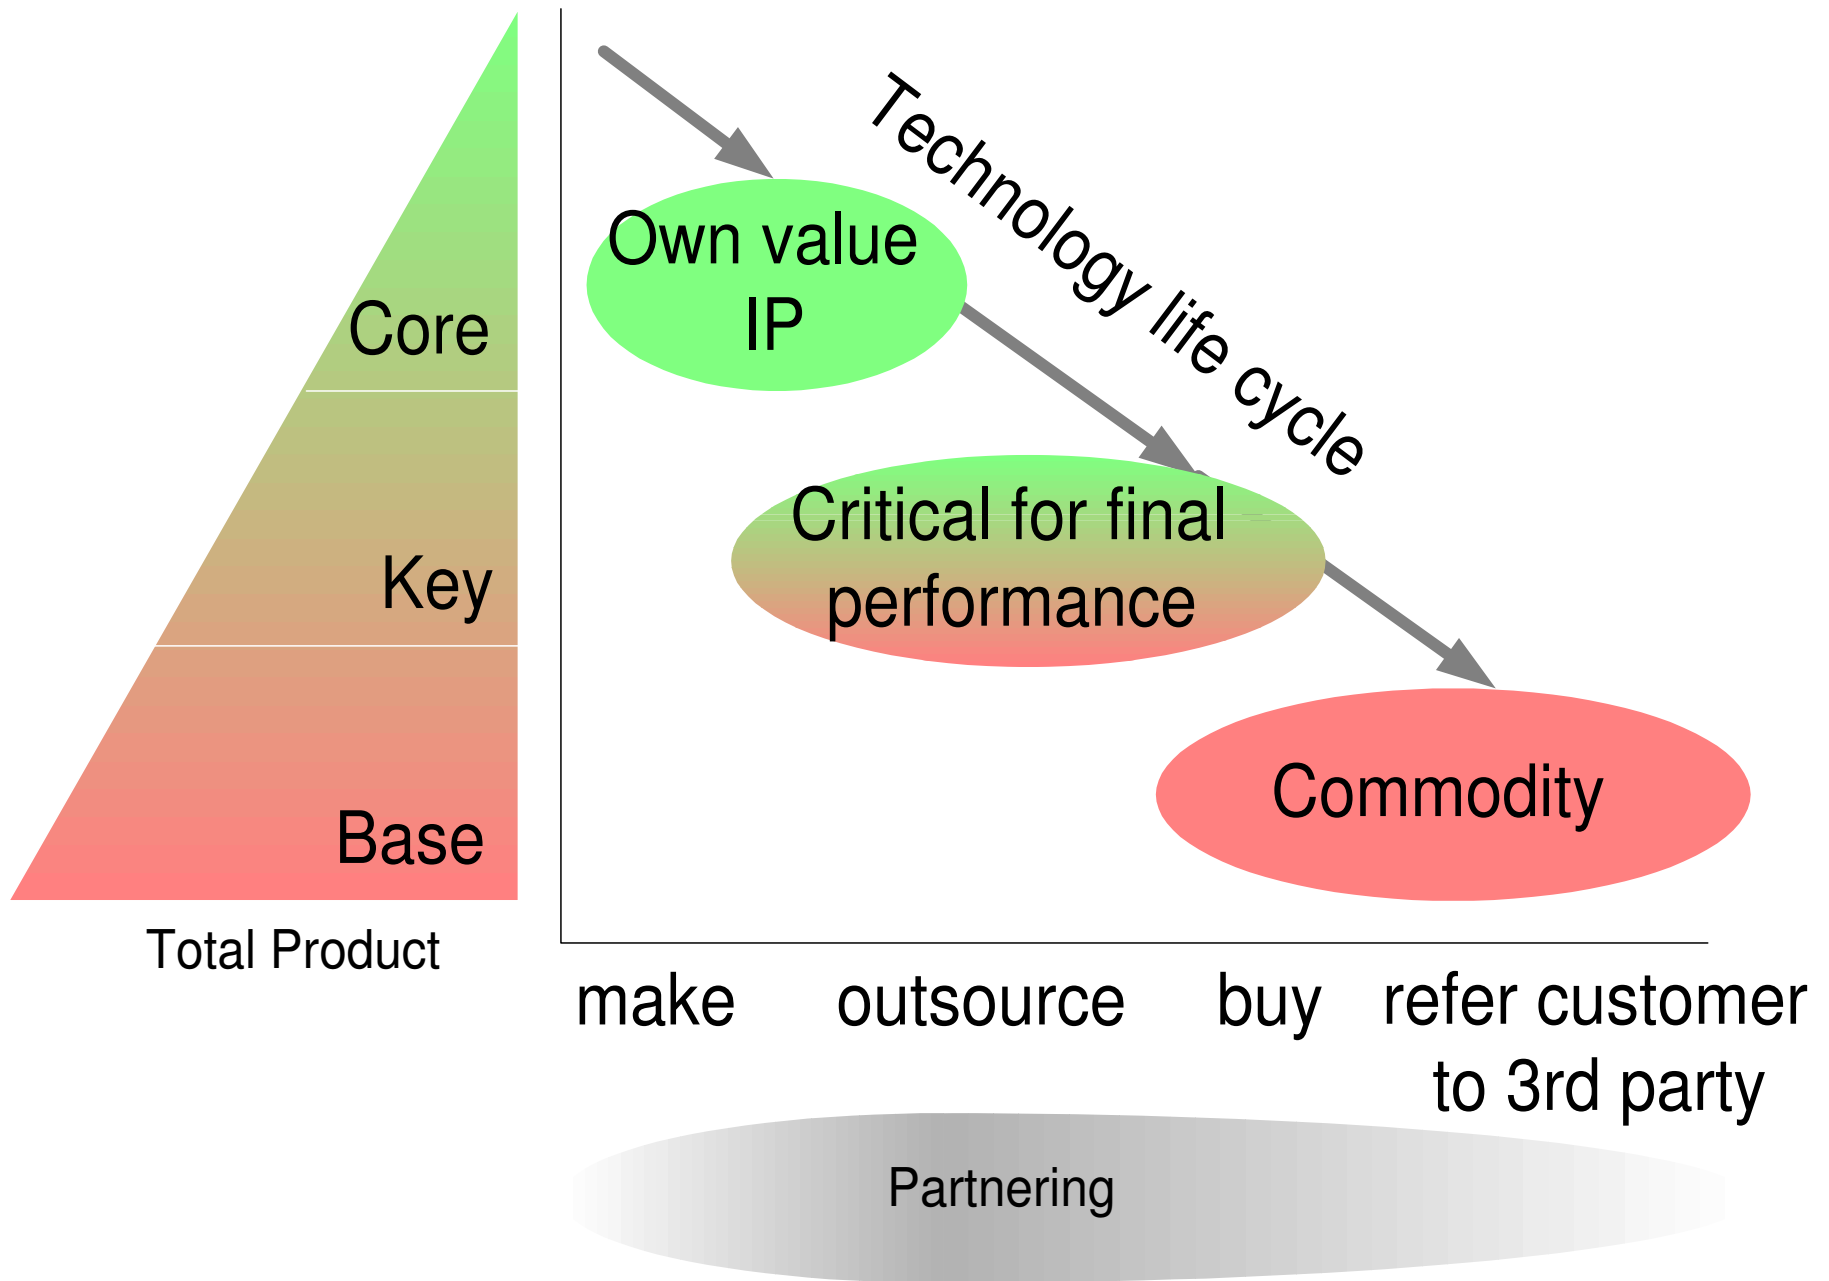 Technology life cycle
Own value
IP
Core
Critical for final
performance
Key
Commodity
Base
Total Product
make
outsource
buy
refer customer
to 3rd party
Partnering